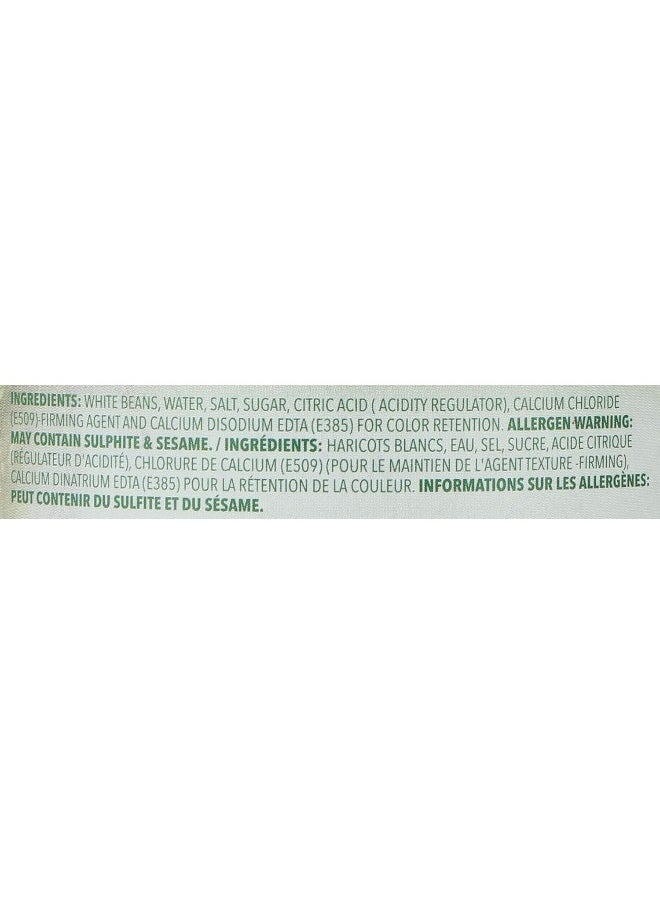 INGREDIENTS: WHITE BEANS, WATER, SALT, SUGAR, CITRIC ACID ( ACIDITY REGULATOR), CALCIUM CHLORIDE
(E509)-FIRMING AGENT AND CALCIUM DISODIUM EDTA (E385) FOR COLOR RETENTION. ALLERGEN WARNING:
MAY CONTAIN SULPHITE & SESAME. / INGRÉDIENTS: HARICOTS BLANCS, EAU, SEL, SUCRE, ACIDE CITRIQUE
(RÉGULATEUR D'ACIDITÉ), CHLORURE DE CALCIUM (E509) (POUR LE MAINTIEN DE L'AGENT TEXTURE -FIRMING),
CALCIUM DINATRIUM EDTA (E385) POUR LA RÉTENTION DE LA COULEUR. INFORMATIONS SUR LES ALLERGÈNES:
PEUT CONTENIR DU SULFITE ET DU SÉSAME.